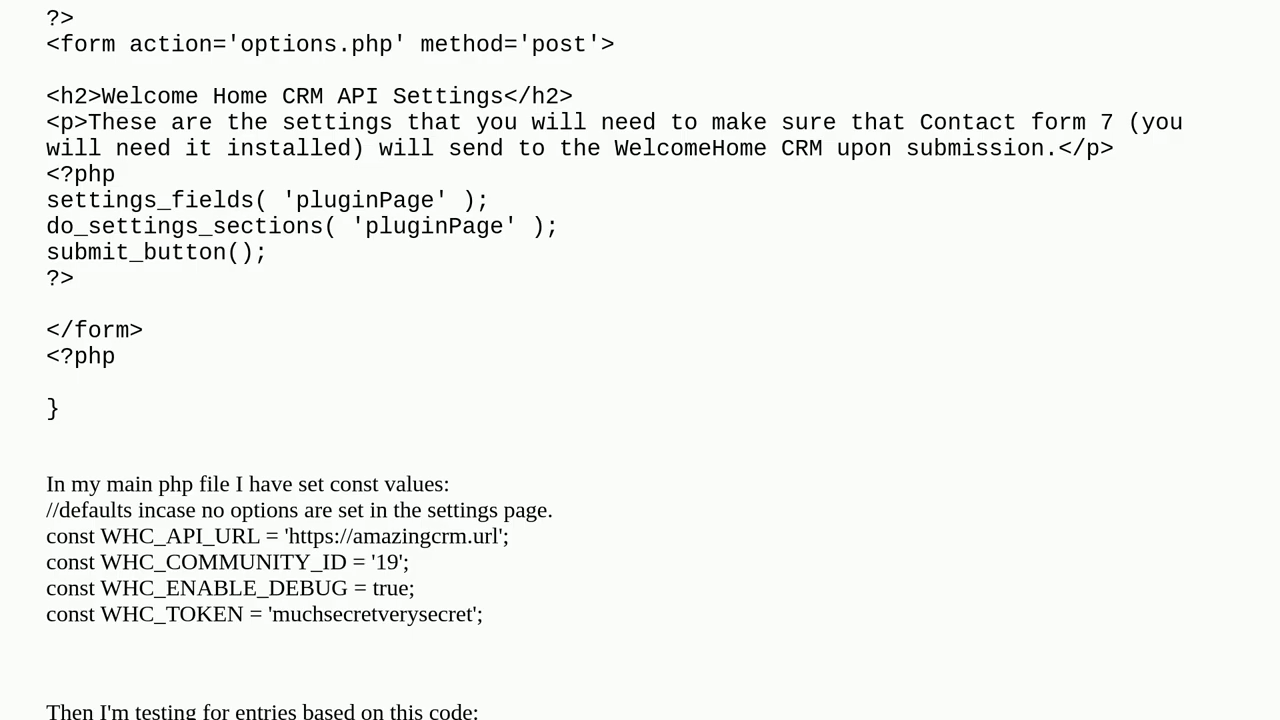 ?>
<form action='options.php' method='post'>
<h2>Welcome Home CRM API Settings</h2>
<p>These are the settings that you will need to make sure that Contact form 7 (you
will need it installed) will send to the WelcomeHome CRM upon submission.</p>
<?php
settings_fields( 'pluginPage' );
do_settings_sections( 'pluginPage' );
submit_button();
?>
</form>
<?php
}
In my main php file I have set const values:
//defaults incase no options are set in the settings page.
const WHC_API_URL = 'https://amazingcrm.url';
const WHC_COMMUNITY_ID = '19';
const WHC_ENABLE_DEBUG = true;
const WHC_TOKEN = 'muchsecretverysecret';
Then I'm testing for entries based on this code: